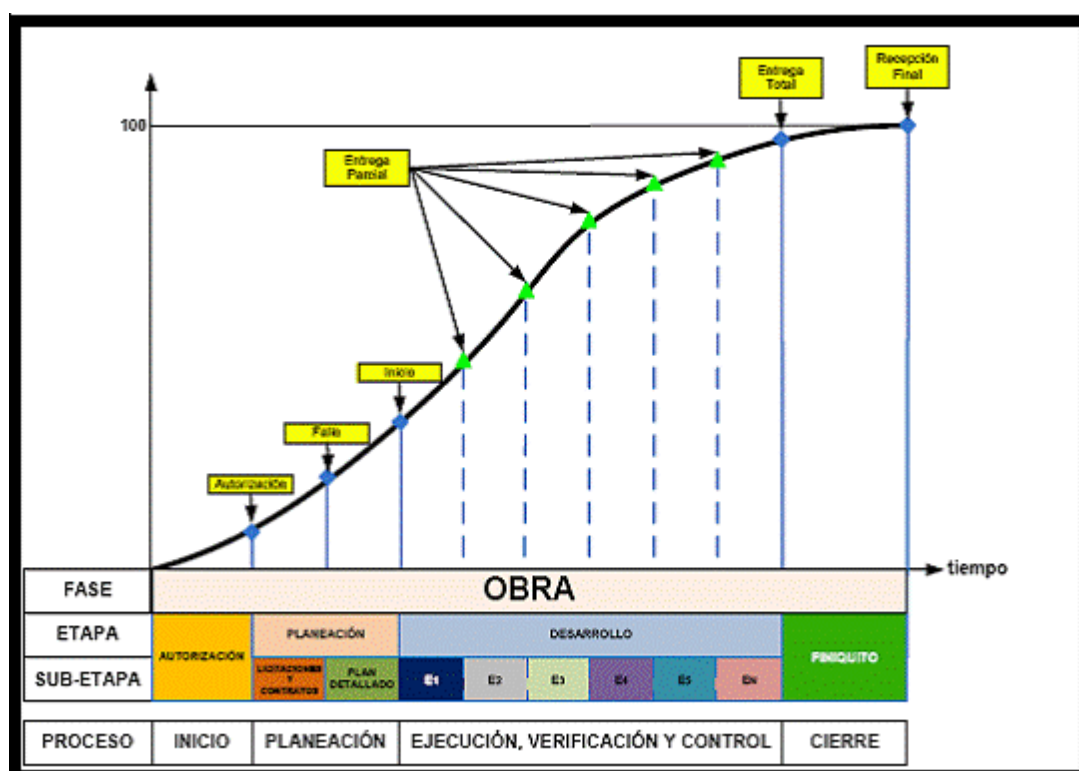 Recepción
Final
Entrega
Total
100
Entrega
Parcial
Inicio
Fallo
Autorización
tiempo
FASE
OBRA
ETAPA
AUTORIZACIÓN
PLANEACIÓN
DESARROLLO
FINIQUITO
SUB-ETAPA
LICITACIONES
Y
CONTRATOS
PLAN
DETALLADO
E1
E2
E3
E4
E5
EN
PROCESO
INICIO
PLANEACIÓN
EJECUCIÓN, VERIFICACIÓN Y CONTROL
CIERRE